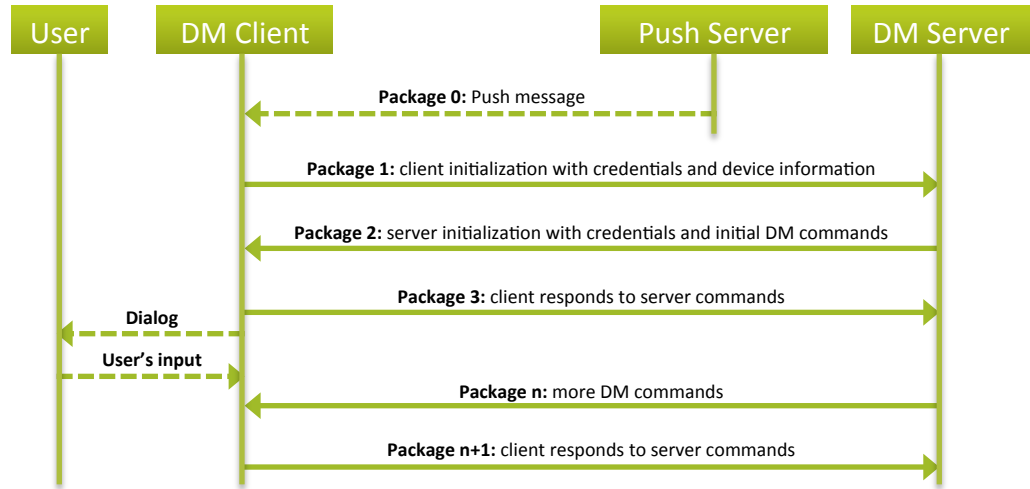 User
DM Client
Push Server
DM Server
Package 0: Push message
Package 1: client initialization with credentials and device information
Package 2: server initialization with credentials and initial DM commands
Package 3: client responds to server commands
Dialog
User’s input
Package n: more DM commands
Package n+1: client responds to server commands